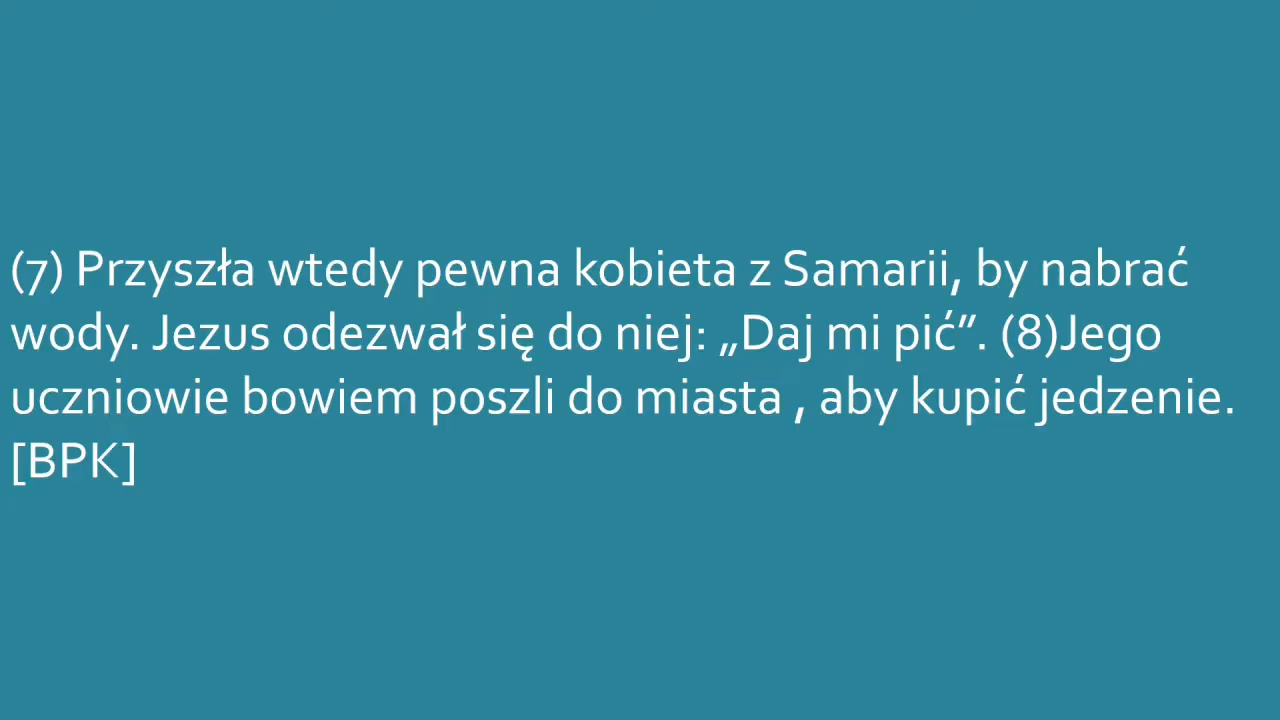 (7) Przyszła wtedy pewna kobieta z Samarii, by nabrać
wody. Jezus odezwał się do niej: „Daj mi pić”. (8)Jego
uczniowie bowiem poszli do miasta , aby kupić jedzenie.
[BPK]